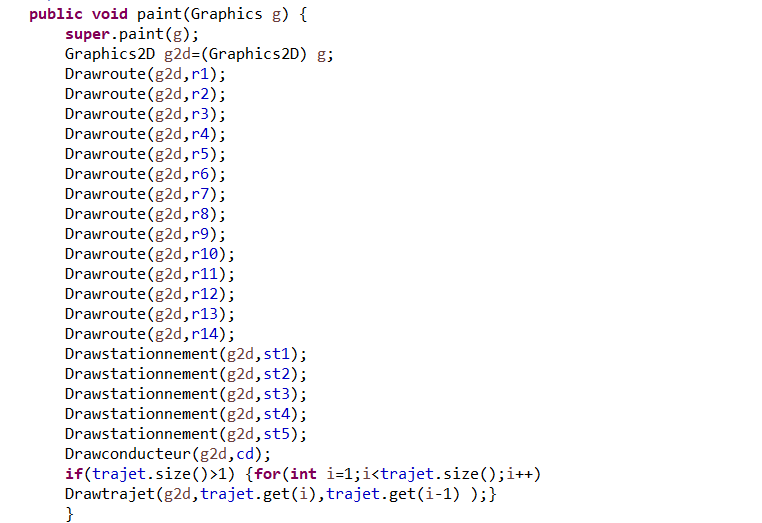 public void paint(Graphics g) {
super.paint(g);
Graphics2D g2d=(Graphics2D) g;
Drawroute(g2d,r1);
Drawroute(g2d,r2);
Drawroute(g2d,r3);
Drawroute(g2d,r4);
Drawroute(g2d,r5);
Drawroute(g2d,r6);
Drawroute(g2d,r7);
Drawroute(g2d,r8);
Drawroute(g2d,r9);
Drawroute(g2d,r10);
Drawroute(g2d,r11);
Drawroute(g2d,r12);
Drawroute(g2d,r13);
Drawroute(g2d,r14);
Drawstationnement(g2d,st1);
Drawstationnement(g2d,st2);
Drawstationnement(g2d,st3);
Drawstationnement(g2d,st4);
Drawstationnement(g2d,st5);
Drawconducteur(g2d,cd);
if(trajet.size()>1) {for(int i=1;i<trajet.size();i++)
Drawtrajet(g2d,trajet.get(i),trajet.get(i-1) );}
}